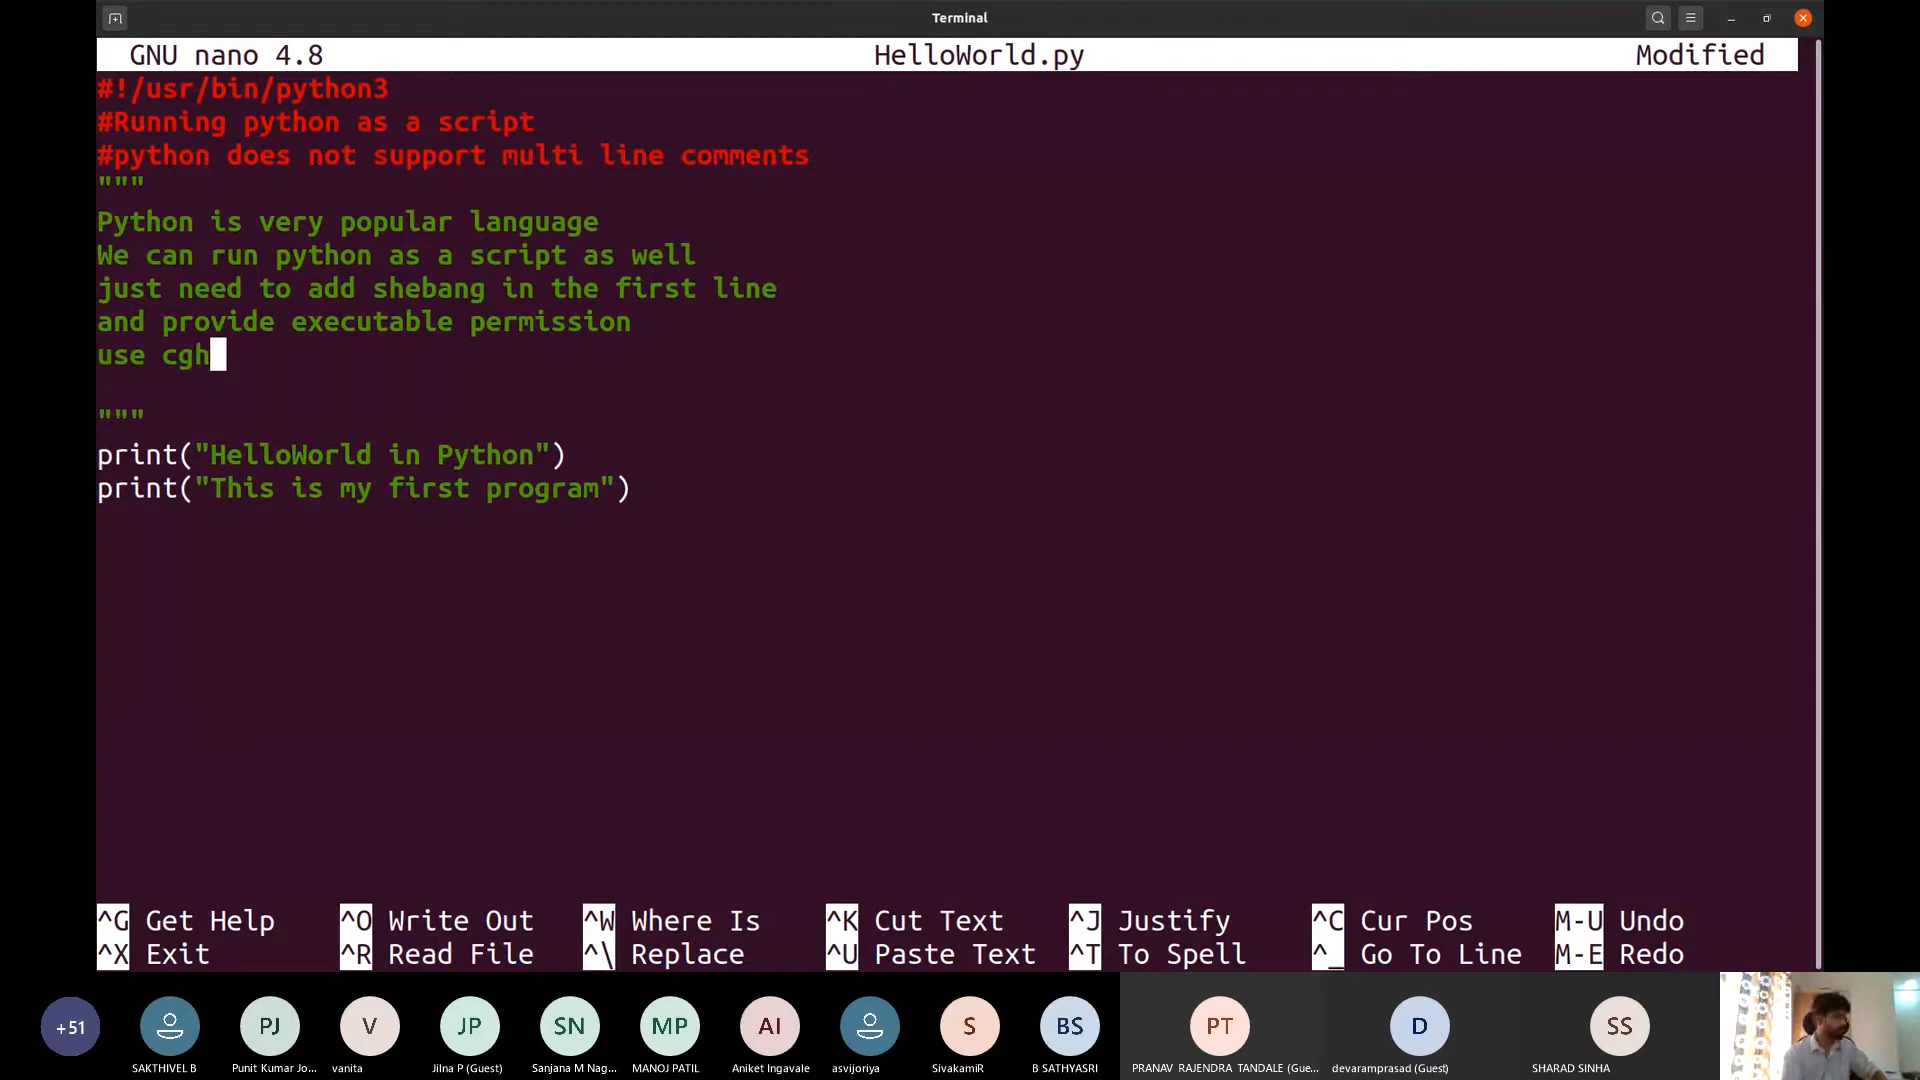 Terminal
GNU nano 4.8 HelloWorld.py Modified
#!/usr/bin/python3
#Running python as a script
#python does not support multi line comments
"""
Python is very popular language
We can run python as a script as well
just need to add shebang in the first line
and provide executable permission
use cgh
"""
print("HelloWorld in Python")
print("This is my first program")
^G Get Help ^O Write Out ^W Where Is ^K Cut Text ^J Justify ^C Cur Pos M-U Undo
^X Exit ^R Read File ^\ Replace ^U Paste Text ^T To Spell ^_ Go To Line M-E Redo
+51 PJ V JP SN MP AI S BS PT D SS
SAKTHIVEL B Punit Kumar Jo... vanita Jilna P (Guest) Sanjana M Nag... MANOJ PATIL Aniket Ingavale asvijoriya SivakamiR B SATHYASRI PRANAV RAJENDRA TANDALE (Gue... devaramprasad (Guest) SHARAD SINHA